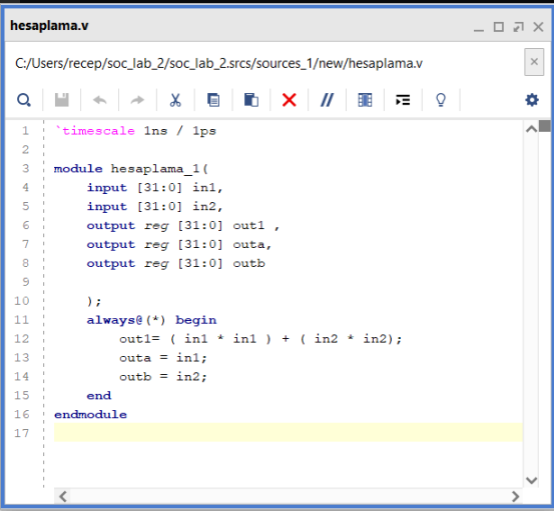 hesaplama.v
C:/Users/recep/soc_lab_2/soc_lab_2.srcs/sources_1/new/hesaplama.v
1 `timescale 1ns / 1ps
2
3 module hesaplama_1(
4     input [31:0] in1,
5     input [31:0] in2,
6     output reg [31:0] out1 ,
7     output reg [31:0] outa,
8     output reg [31:0] outb
9
10     );
11     always@(*) begin
12         out1= ( in1 * in1 ) + ( in2 * in2);
13         outa = in1;
14         outb = in2;
15     end
16 endmodule
17